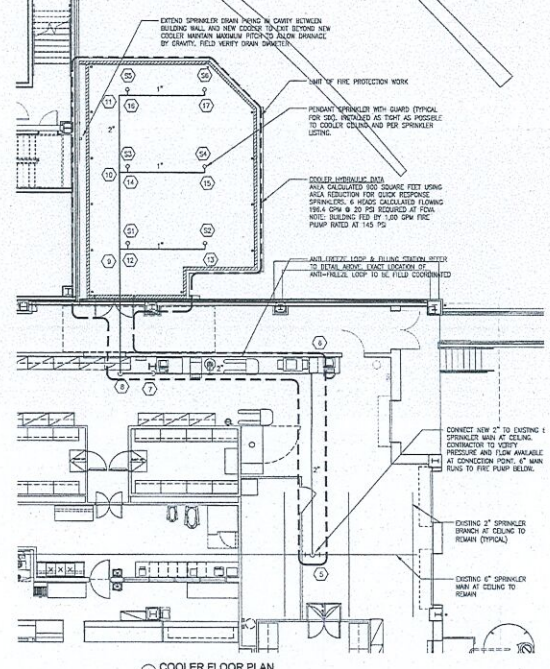 EXTEND SPRINKLER DRAIN PIPING IN CAVITY BETWEEN
BUILDING WALL AND NEW COOLER TO EXIT BEYOND NEW
COOLER MAINTAIN MAXIMUM PITCH TO ALLOW DRAINAGE
BY GRAVITY. FIELD VERIFY DRAIN DIAMETER
LIMIT OF FIRE PROTECTION WORK
PENDANT SPRINKLER WITH GUARD (TYPICAL
FOR SIX). INSTALLED AS TIGHT AS POSSIBLE
TO COOLER CEILING AND PER SPRINKLER
LISTING.
COOLER HYDRAULIC DATA
AREA CALCULATED 900 SQUARE FEET USING
AREA REDUCTION FOR QUICK RESPONSE
SPRINKLERS. 6 HEADS CALCULATED FLOWING
196.4 GPM @ 20 PSI REQUIRED AT FCVA
NOTE: BUILDING FED BY 1,00 GPM FIRE
PUMP RATED AT 145 PSI
ANTI-FREEZE LOOP & FILLING STATION REFER
TO DETAIL ABOVE. EXACT LOCATION OF
ANTI-FREEZE LOOP TO BE FIELD COORDINATED
S5
S6
1"
11
16
17
2"
S3
S4
1"
10
14
15
S1
S2
1"
9
12
13
6
8
7
2"
2"
5
CONNECT NEW 2" TO EXISTING
SPRINKLER MAIN AT CEILING.
CONTRACTOR TO VERIFY
PRESSURE AND FLOW AVAILABLE
AT CONNECTION POINT. 6" MAIN
RUNS TO FIRE PUMP BELOW.
EXISTING 2" SPRINKLER
BRANCH AT CEILING TO
REMAIN (TYPICAL)
EXISTING 6" SPRINKLER
MAIN AT CEILING TO
REMAIN
COOLER FLOOR PLAN